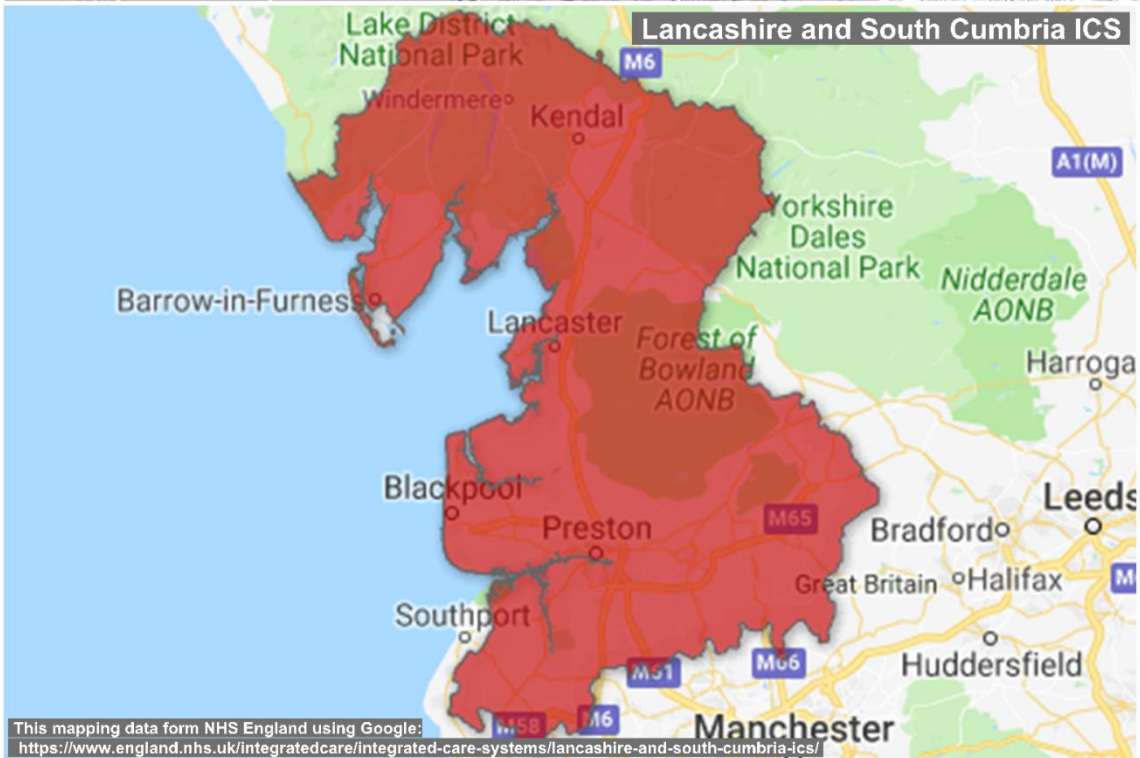 Lancashire and South Cumbria ICS
Lake District
National Park
M6
Windermere
Kendal
A1(M)
Yorkshire
Dales
National Park
Nidderdale
AONB
Barrow-in-Furness
Lancaster
Forest of
Bowland
AONB
Harroga
Blackpool
Leeds
M65
Preston
Bradford
Great Britain
Halifax
M
Southport
Huddersfield
M61
M66
M58
M6
Manchester
This mapping data form NHS England using Google:
https://www.england.nhs.uk/integratedcare/integrated-care-systems/lancashire-and-south-cumbria-ics/